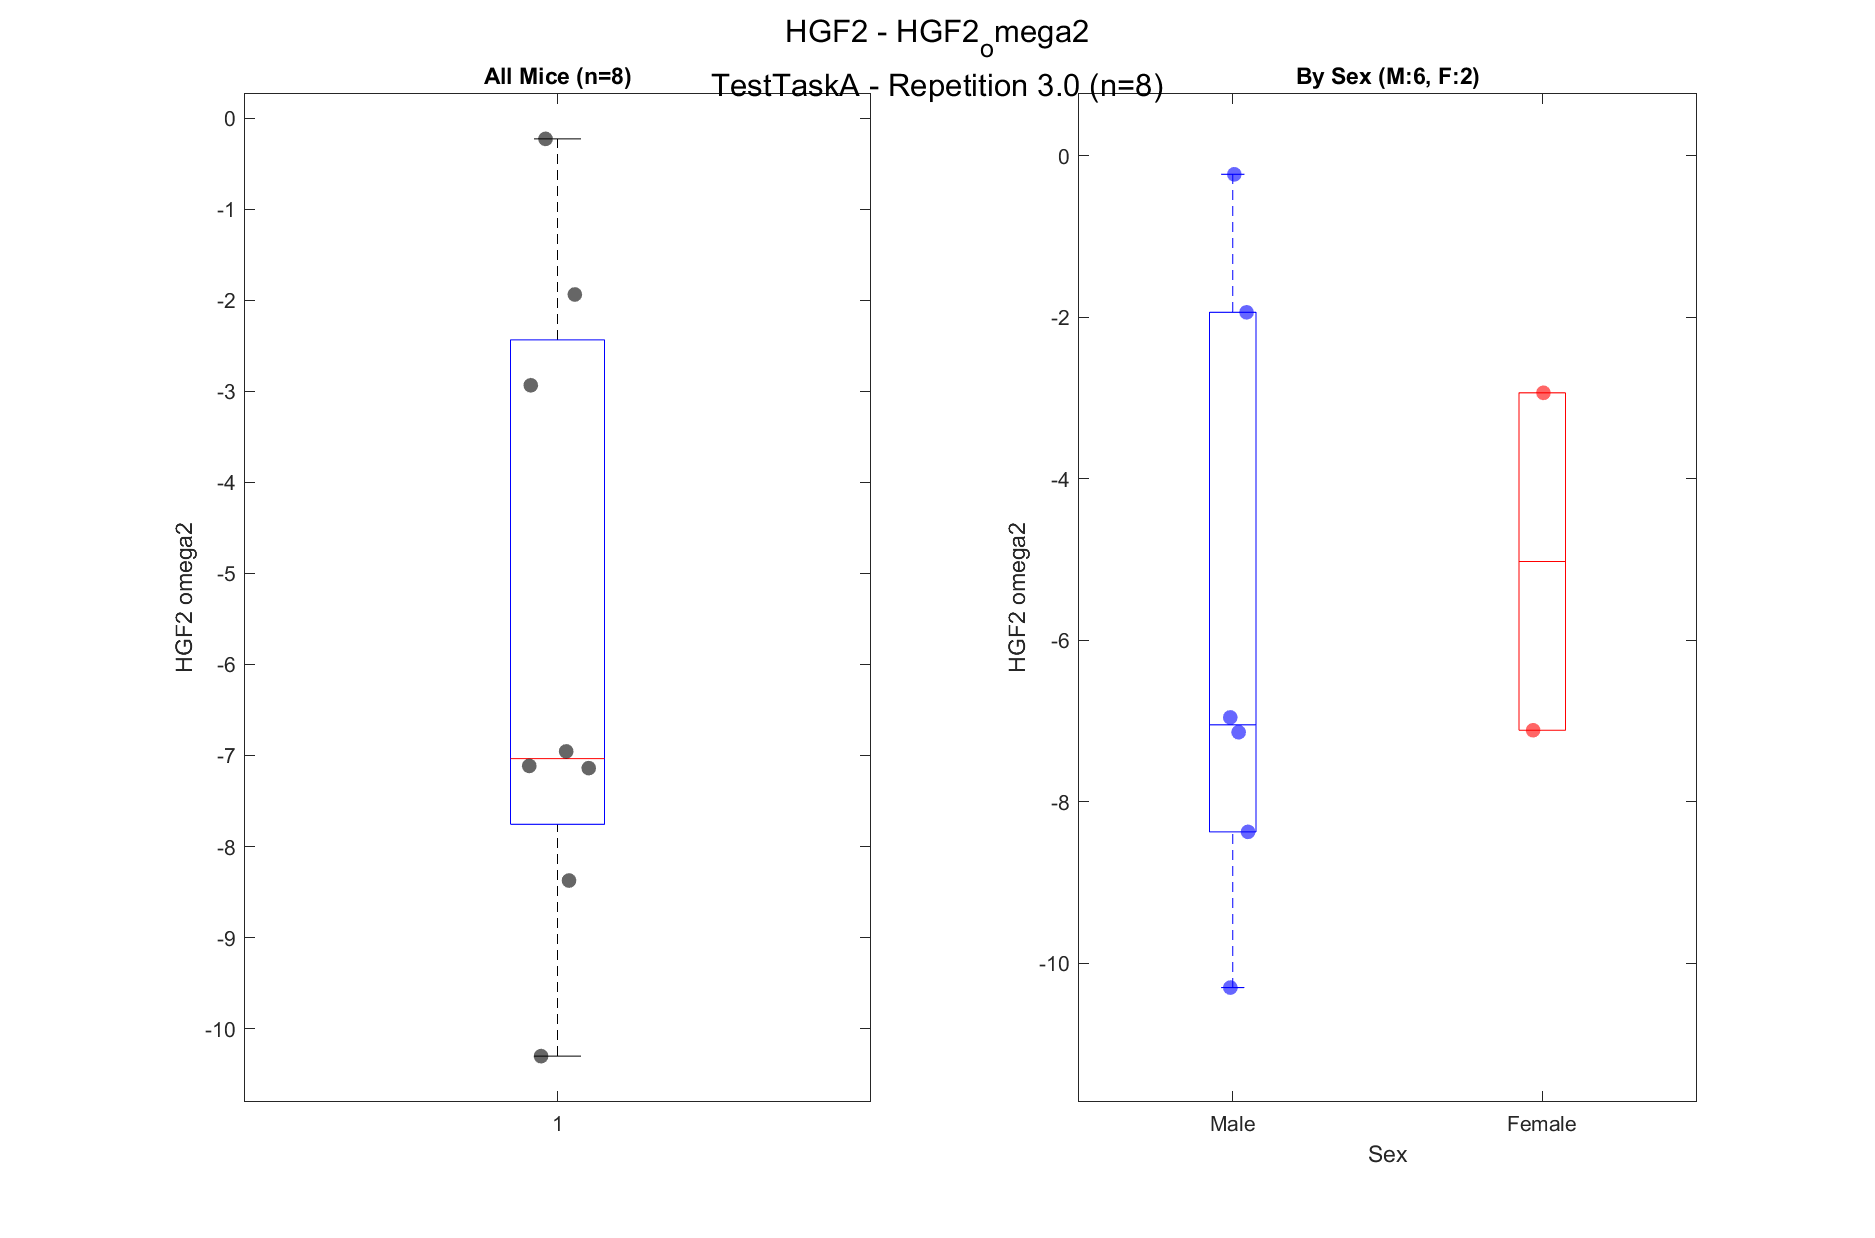 HGF2 - HGF2omega2
TestTaskA - Repetition 3.0 (n=8)
All Mice (n=8)
0
-1
-2
-3
-4
-5
-6
-7
-8
-9
-10
HGF2 omega2
1
By Sex (M:6, F:2)
0
-2
-4
-6
-8
-10
HGF2 omega2
Male Female
Sex